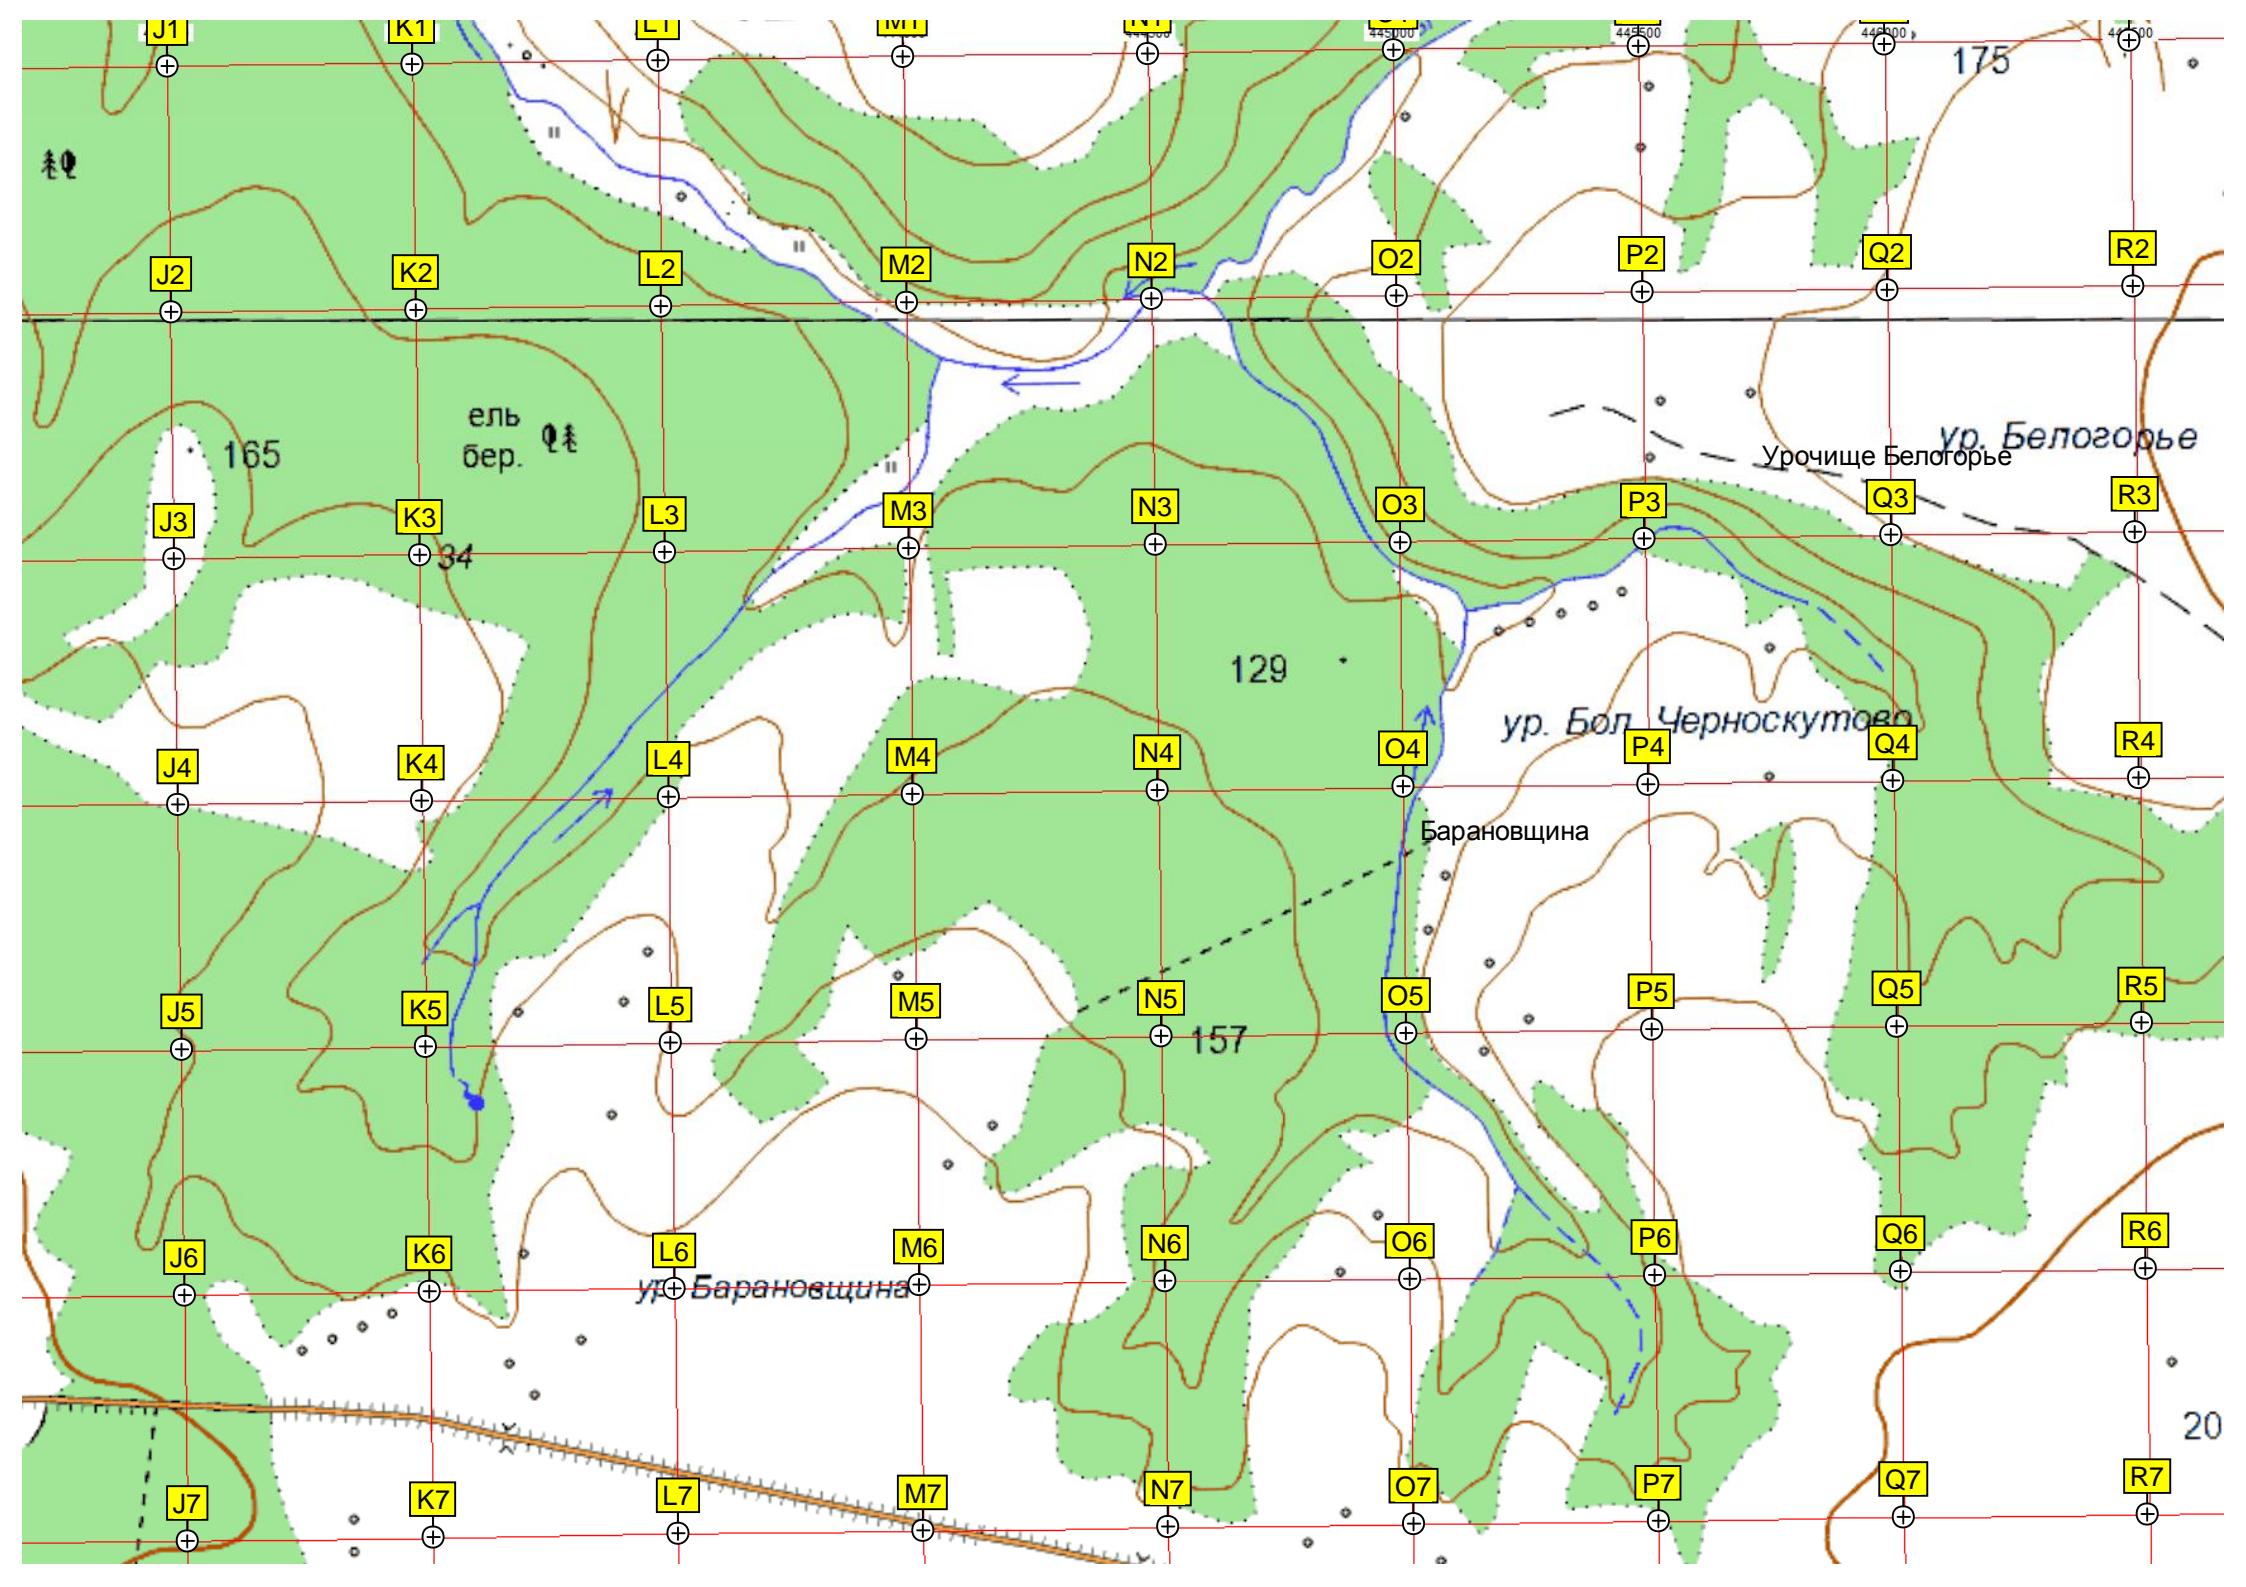 J1 K1 L1 M1 N1
445000 445500 446000
175
J2 K2 L2 M2 N2 O2 P2 Q2 R2
ур. Белогорье
Урочище Белогорье
165
ель
бер.
J3 K3 L3 M3 N3 O3 P3 Q3 R3
34
129
ур. Бол. Черноскутово
J4 K4 L4 M4 N4 O4 P4 Q4 R4
Барановщина
J5 K5 L5 M5 N5 O5 P5 Q5 R5
157
J6 K6 L6 M6 N6 O6 P6 Q6 R6
ур. Барановщина
20
J7 K7 L7 M7 N7 O7 P7 Q7 R7